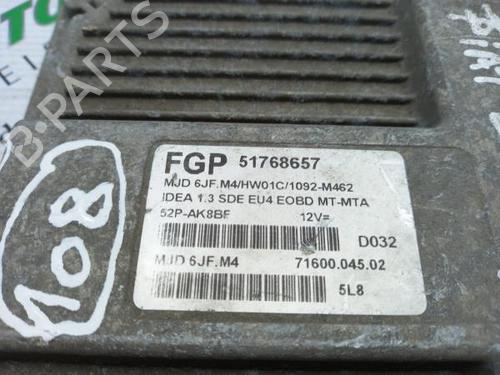 FGP 51768657
MJD 6JF.M4/HW01C/1092-M462
IDEA 1.3 SDE EU4 EOBD MT-MTA
52P-AK8BF 12V=
D032
MJD 6JF.M4 71600.045.02
5L8
108
B-PARTS